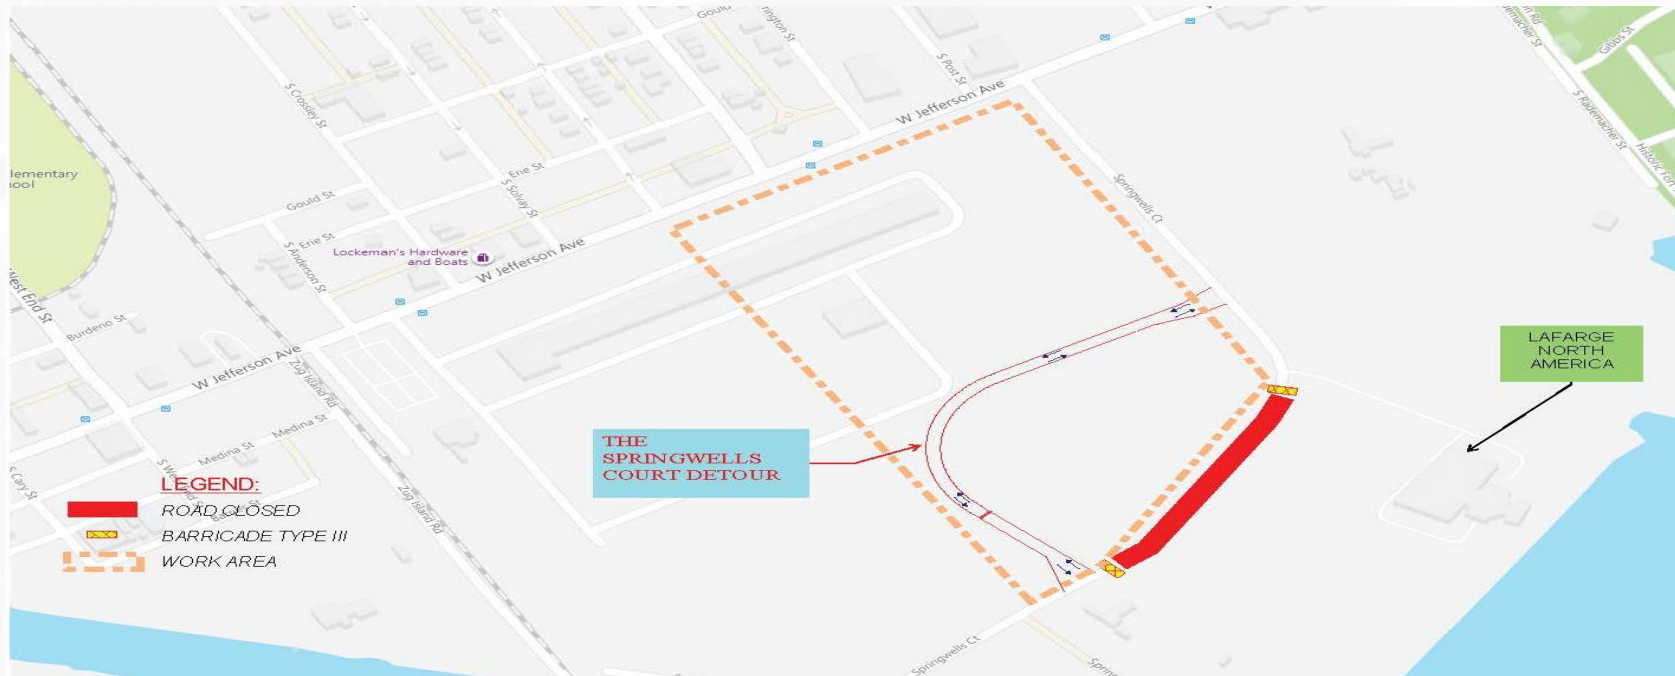 Gould St
S Post St
W Jefferson Ave
S Crossley St
Erie St
S Solvay St
Gould St
Erie St
S Anderson St
Lockeman's Hardware
and Boats
W Jefferson Ave
West End St
Burdeno St
W Jefferson Ave
Zug Island Rd
Medina St
Medina St
S Cary St
Zug Island Rd
Gibbs St
S Rademacher St
Springwells Ct
LAFARGE
NORTH
AMERICA
THE
SPRINGWELLS
COURT DETOUR
LEGEND:
ROAD CLOSED
BARRICADE TYPE III
WORK AREA
Springwells Ct